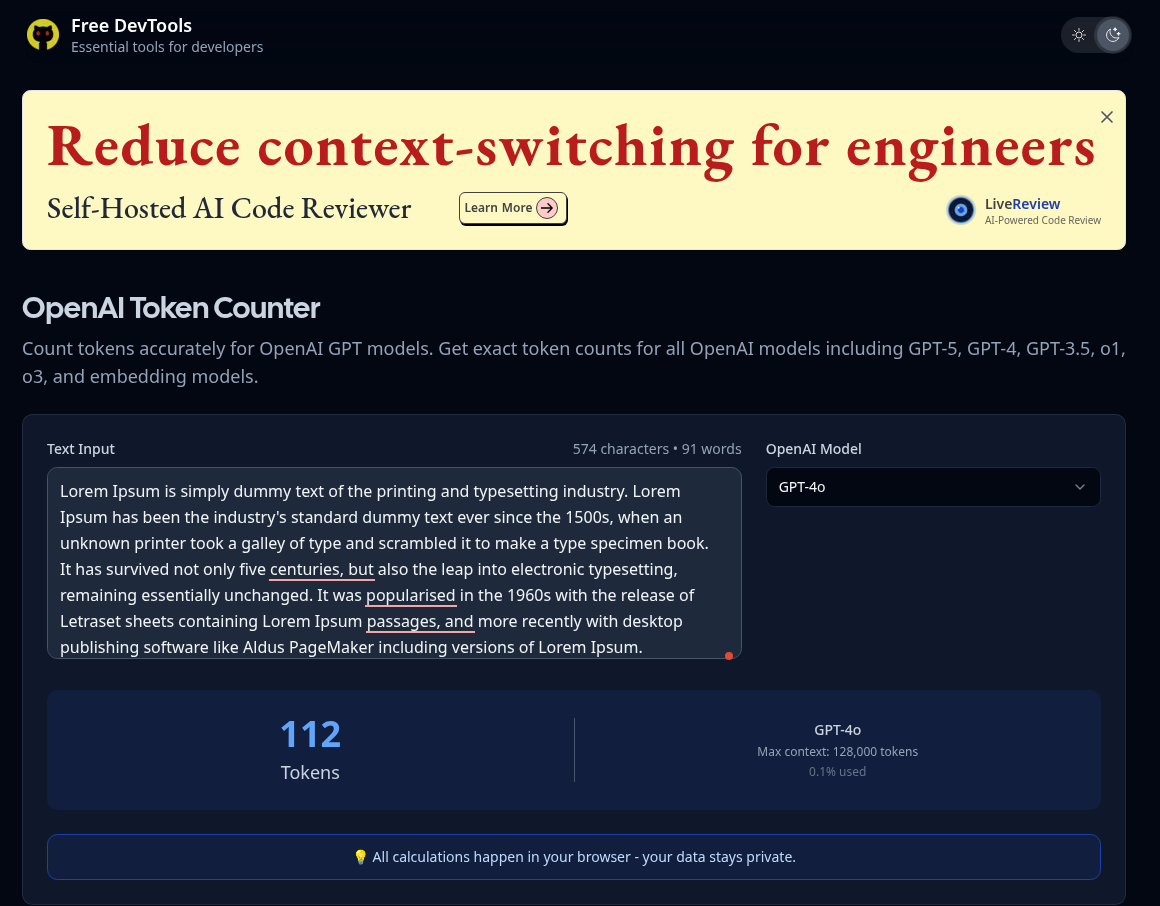 Free DevTools
Essential tools for developers
Reduce context-switching for engineers
Self-Hosted AI Code Reviewer
Learn More
LiveReview
AI-Powered Code Review
OpenAI Token Counter
Count tokens accurately for OpenAI GPT models. Get exact token counts for all OpenAI models including GPT-5, GPT-4, GPT-3.5, o1,
o3, and embedding models.
Text Input
574 characters • 91 words
Lorem Ipsum is simply dummy text of the printing and typesetting industry. Lorem
Ipsum has been the industry's standard dummy text ever since the 1500s, when an
unknown printer took a galley of type and scrambled it to make a type specimen book.
It has survived not only five centuries, but also the leap into electronic typesetting,
remaining essentially unchanged. It was popularised in the 1960s with the release of
Letraset sheets containing Lorem Ipsum passages, and more recently with desktop
publishing software like Aldus PageMaker including versions of Lorem Ipsum.
OpenAI Model
GPT-4o
112
Tokens
GPT-4o
Max context: 128,000 tokens
0.1% used
💡 All calculations happen in your browser - your data stays private.